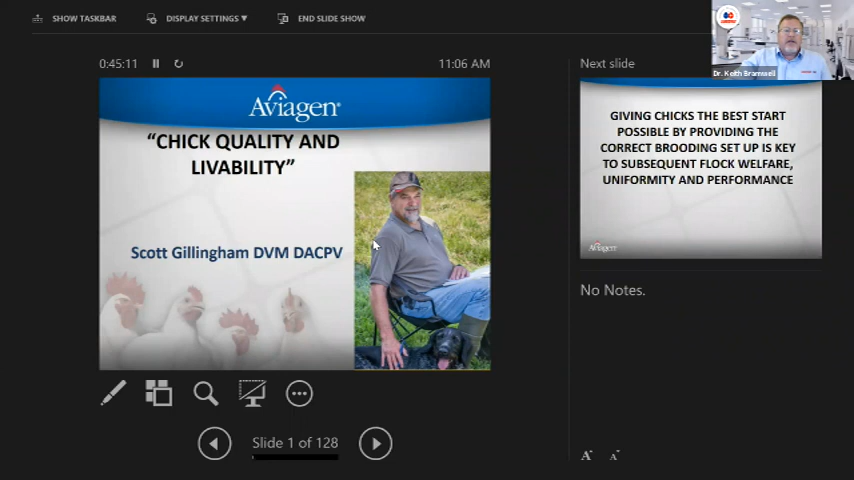 SHOW TASKBAR
DISPLAY SETTINGS ▼
END SLIDE SHOW
0:45:11
11:06 AM
Aviagen®
“CHICK QUALITY AND
LIVABILITY”
Scott Gillingham DVM DACPV
Slide 1 of 128
Next slide
GIVING CHICKS THE BEST START
POSSIBLE BY PROVIDING THE
CORRECT BROODING SET UP IS KEY
TO SUBSEQUENT FLOCK WELFARE,
UNIFORMITY AND PERFORMANCE
Aviagen
No Notes.
A
A
Dr. Keith Bramwell